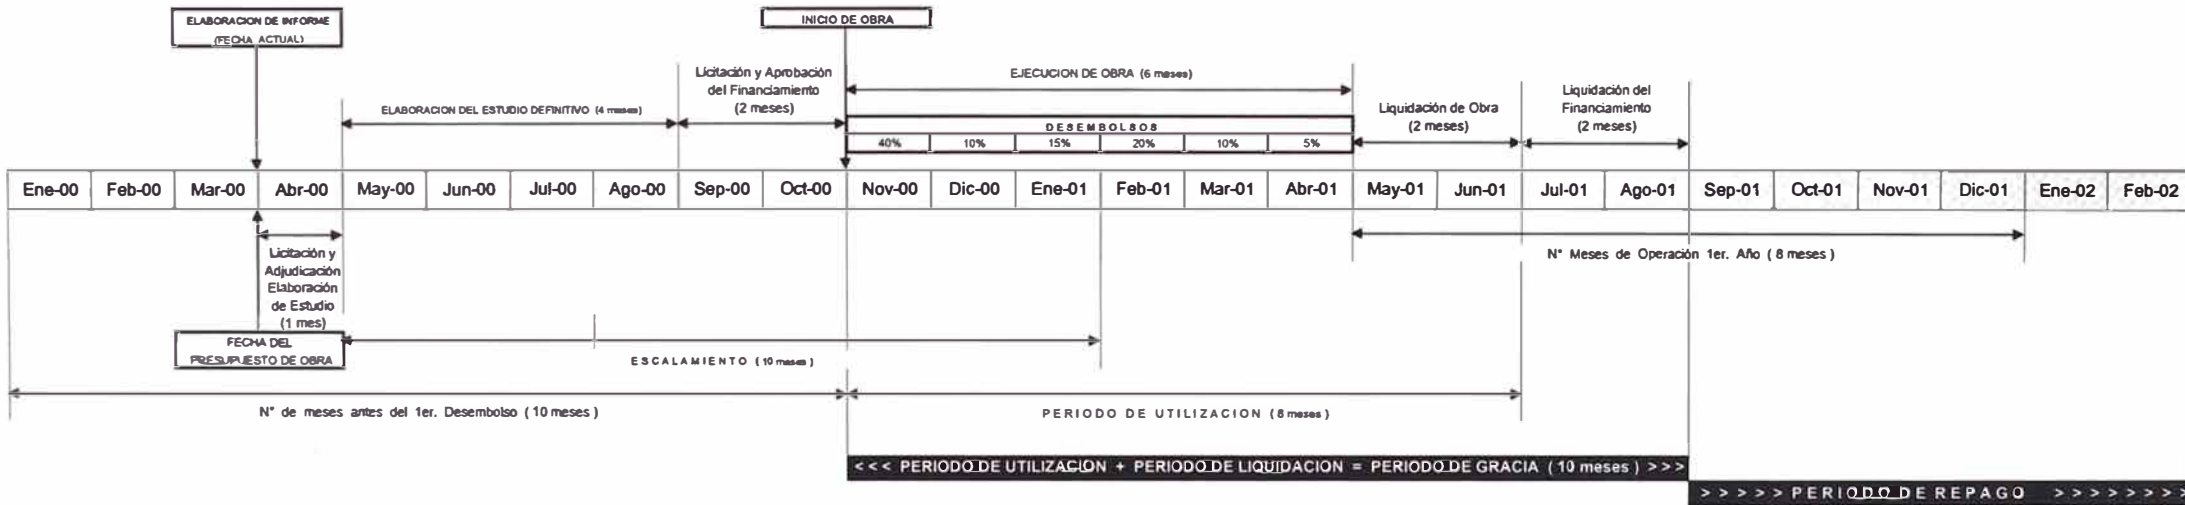 ELABORACION DE INFORME
(FECHA ACTUAL)
INICIO DE OBRA
Licitación y Aprobación
del Financiamiento
(2 meses)
EJECUCION DE OBRA (6 meses)
ELABORACION DEL ESTUDIO DEFINITIVO (4 meses)
Liquidación de Obra
(2 meses)
Liquidación del
Financiamiento
(2 meses)
DESEMBOLSOS
40% 10% 15% 20% 10% 5%
Ene-00 Feb-00 Mar-00 Abr-00 May-00 Jun-00 Jul-00 Ago-00 Sep-00 Oct-00 Nov-00 Dic-00 Ene-01 Feb-01 Mar-01 Abr-01 May-01 Jun-01 Jul-01 Ago-01 Sep-01 Oct-01 Nov-01 Dic-01 Ene-02 Feb-02
Licitación y
Adjudicación
Elaboración
de Estudio
(1 mes)
N° Meses de Operación 1er. Año ( 8 meses )
FECHA DEL
PRESUPUESTO DE OBRA
ESCALAMIENTO ( 10 meses )
N° de meses antes del 1er. Desembolso ( 10 meses )
PERIODO DE UTILIZACION ( 8 meses )
<<< PERIODO DE UTILIZACION + PERIODO DE LIQUIDACION = PERIODO DE GRACIA ( 10 meses ) >>>
> > > > > PERIODO DE REPAGO > > > > > > > >